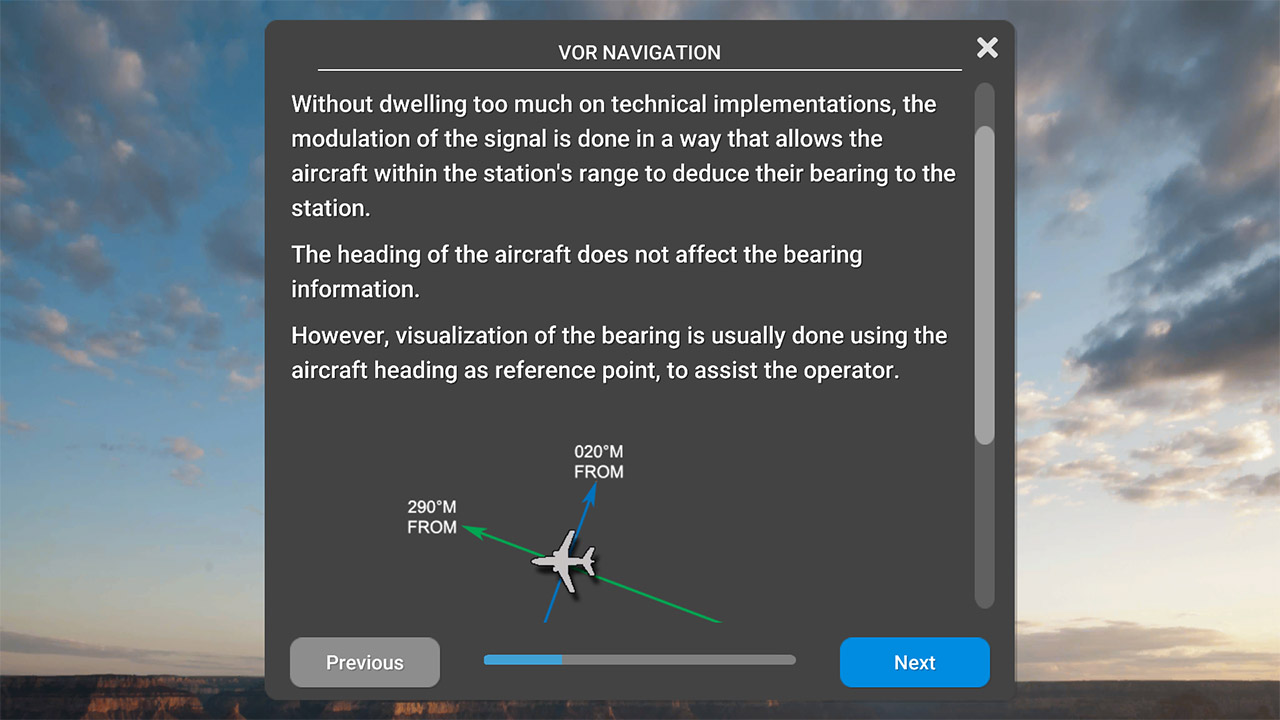 VOR NAVIGATION
Without dwelling too much on technical implementations, the
modulation of the signal is done in a way that allows the
aircraft within the station's range to deduce their bearing to the
station.
The heading of the aircraft does not affect the bearing
information.
However, visualization of the bearing is usually done using the
aircraft heading as reference point, to assist the operator.
020°M
FROM
290°M
FROM
Previous
Next